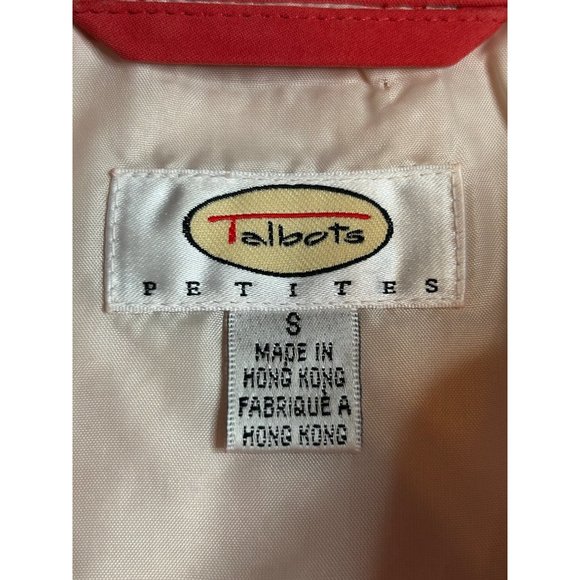 Talbots
PETITES
S
MADE IN
HONG KONG
FABRIQUE A
HONG KONG